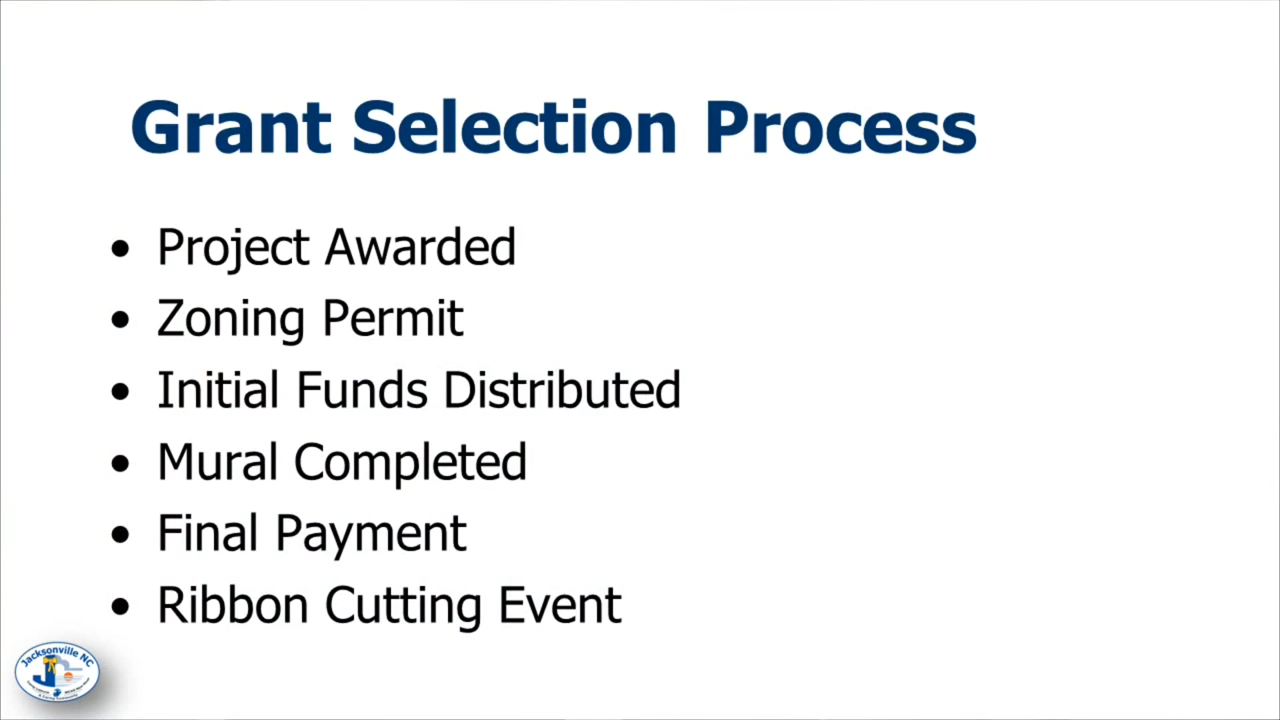 Grant Selection Process
• Project Awarded
• Zoning Permit
• Initial Funds Distributed
• Mural Completed
• Final Payment
• Ribbon Cutting Event
Jacksonville NC